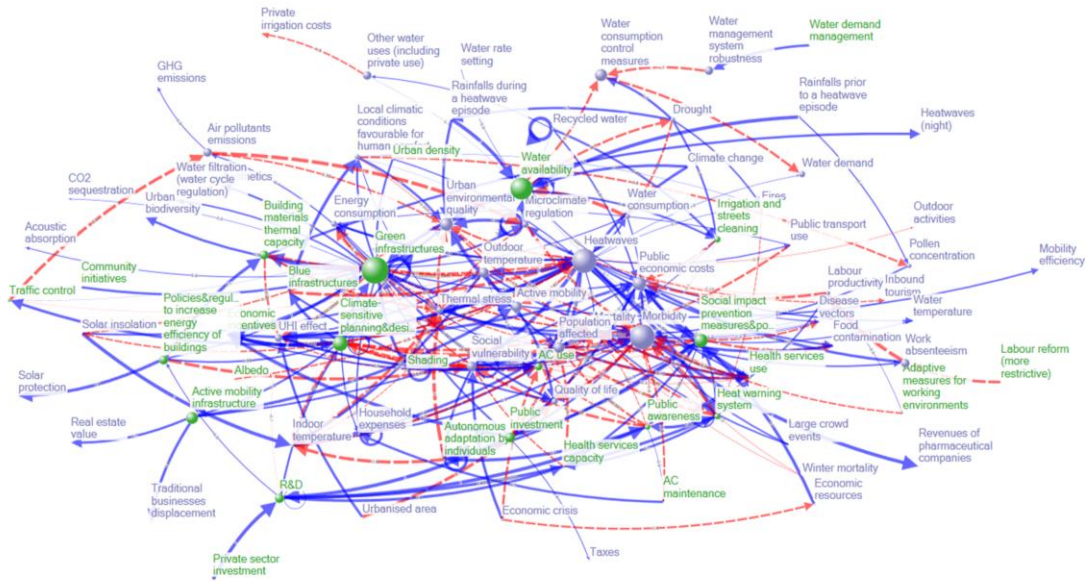 Private
irrigation costs
Other water
uses (including
private use)
Water rate
setting
Water
consumption
control
measures
Water
management
system
robustness
Water demand
management
GHG
emissions
Rainfalls during
a heatwave
episode
Rainfalls prior
to a heatwave
episode
Local climatic
conditions
favourable for
human
Urban density
Recycled water
Drought
Heatwaves
(night)
Air pollutants
emissions
Water filtration
(water cycle
regulation)
Water
availability
Climate change
Water demand
CO2
sequestration
Urban
biodiversity
Building
materials
thermal
capacity
Energy
consumption
Urban
environmental
quality
Microclimate
regulation
Water
consumption
Fires
Irrigation and
streets
cleaning
Public transport
use
Outdoor
activities
Acoustic
absorption
Green
infrastructures
Outdoor
temperature
Heatwaves
Public
economic costs
Pollen
concentration
Mobility
efficiency
Community
initiatives
Blue
infrastructures
Labour
productivity
Inbound
tourism
Traffic control
Policies&regul...
to increase
energy
efficiency of
buildings
Climate-
sensitive
planning&desi...
Thermal stress
Active mobility
Social impact
prevention
measures&po...
Disease
vectors
Water
temperature
Solar insolation
UHI effect
Population
affected
Morbidity
Food
contamination
Social
vulnerability
Shading
AC use
Health services
use
Work
absenteeism
Labour reform
(more
restrictive)
Albedo
Adaptive
measures for
working
environments
Solar
protection
Active mobility
infrastructure
Quality of life
Heat warning
system
Real estate
value
Indoor
temperature
Household
expenses
Autonomous
adaptation by
individuals
Public
investment
Public
awareness
Large crowd
events
Revenues of
pharmaceutical
companies
Health services
capacity
Winter mortality
Economic
resources
Traditional
businesses
displacement
R&D
AC
maintenance
Urbanised area
Economic crisis
Private sector
investment
Taxes